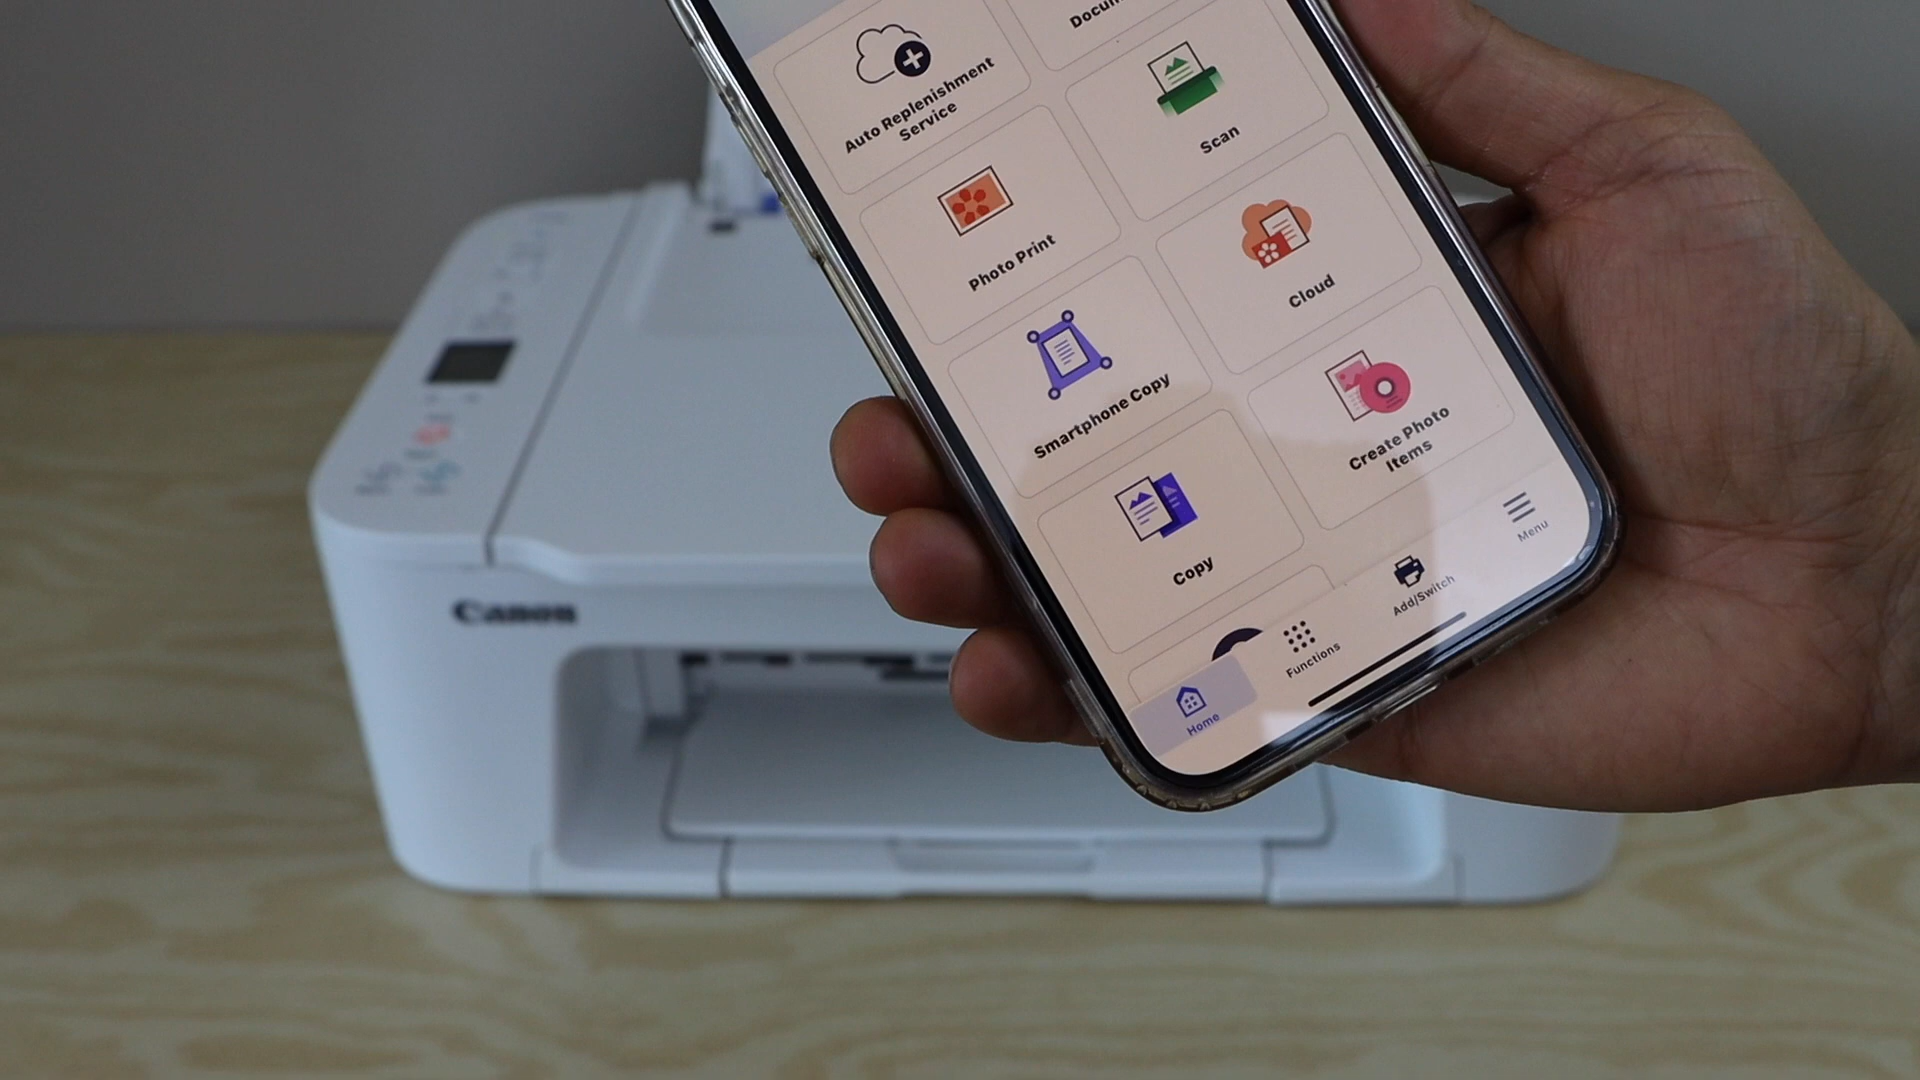 Auto Replenishment
Service
Scan
Photo Print
Cloud
Smartphone Copy
Create Photo
Items
Copy
Home
Functions
Add/Switch
Menu
Canon